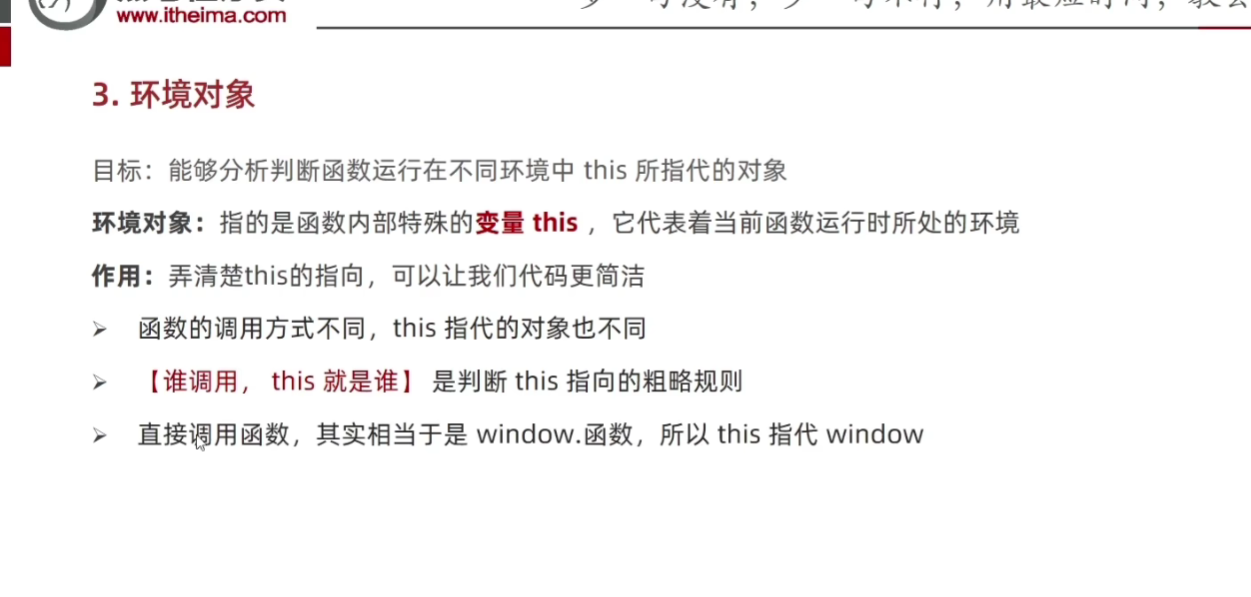 www.itheima.com
3. 环境对象
目标：能够分析判断函数运行在不同环境中 this 所指代的对象
环境对象：指的是函数内部特殊的变量 this ，它代表着当前函数运行时所处的环境
作用：弄清楚this的指向，可以让我们代码更简洁
➢ 函数的调用方式不同，this 指代的对象也不同
➢ 【谁调用， this 就是谁】 是判断 this 指向的粗略规则
➢ 直接调用函数，其实相当于是 window.函数，所以 this 指代 window